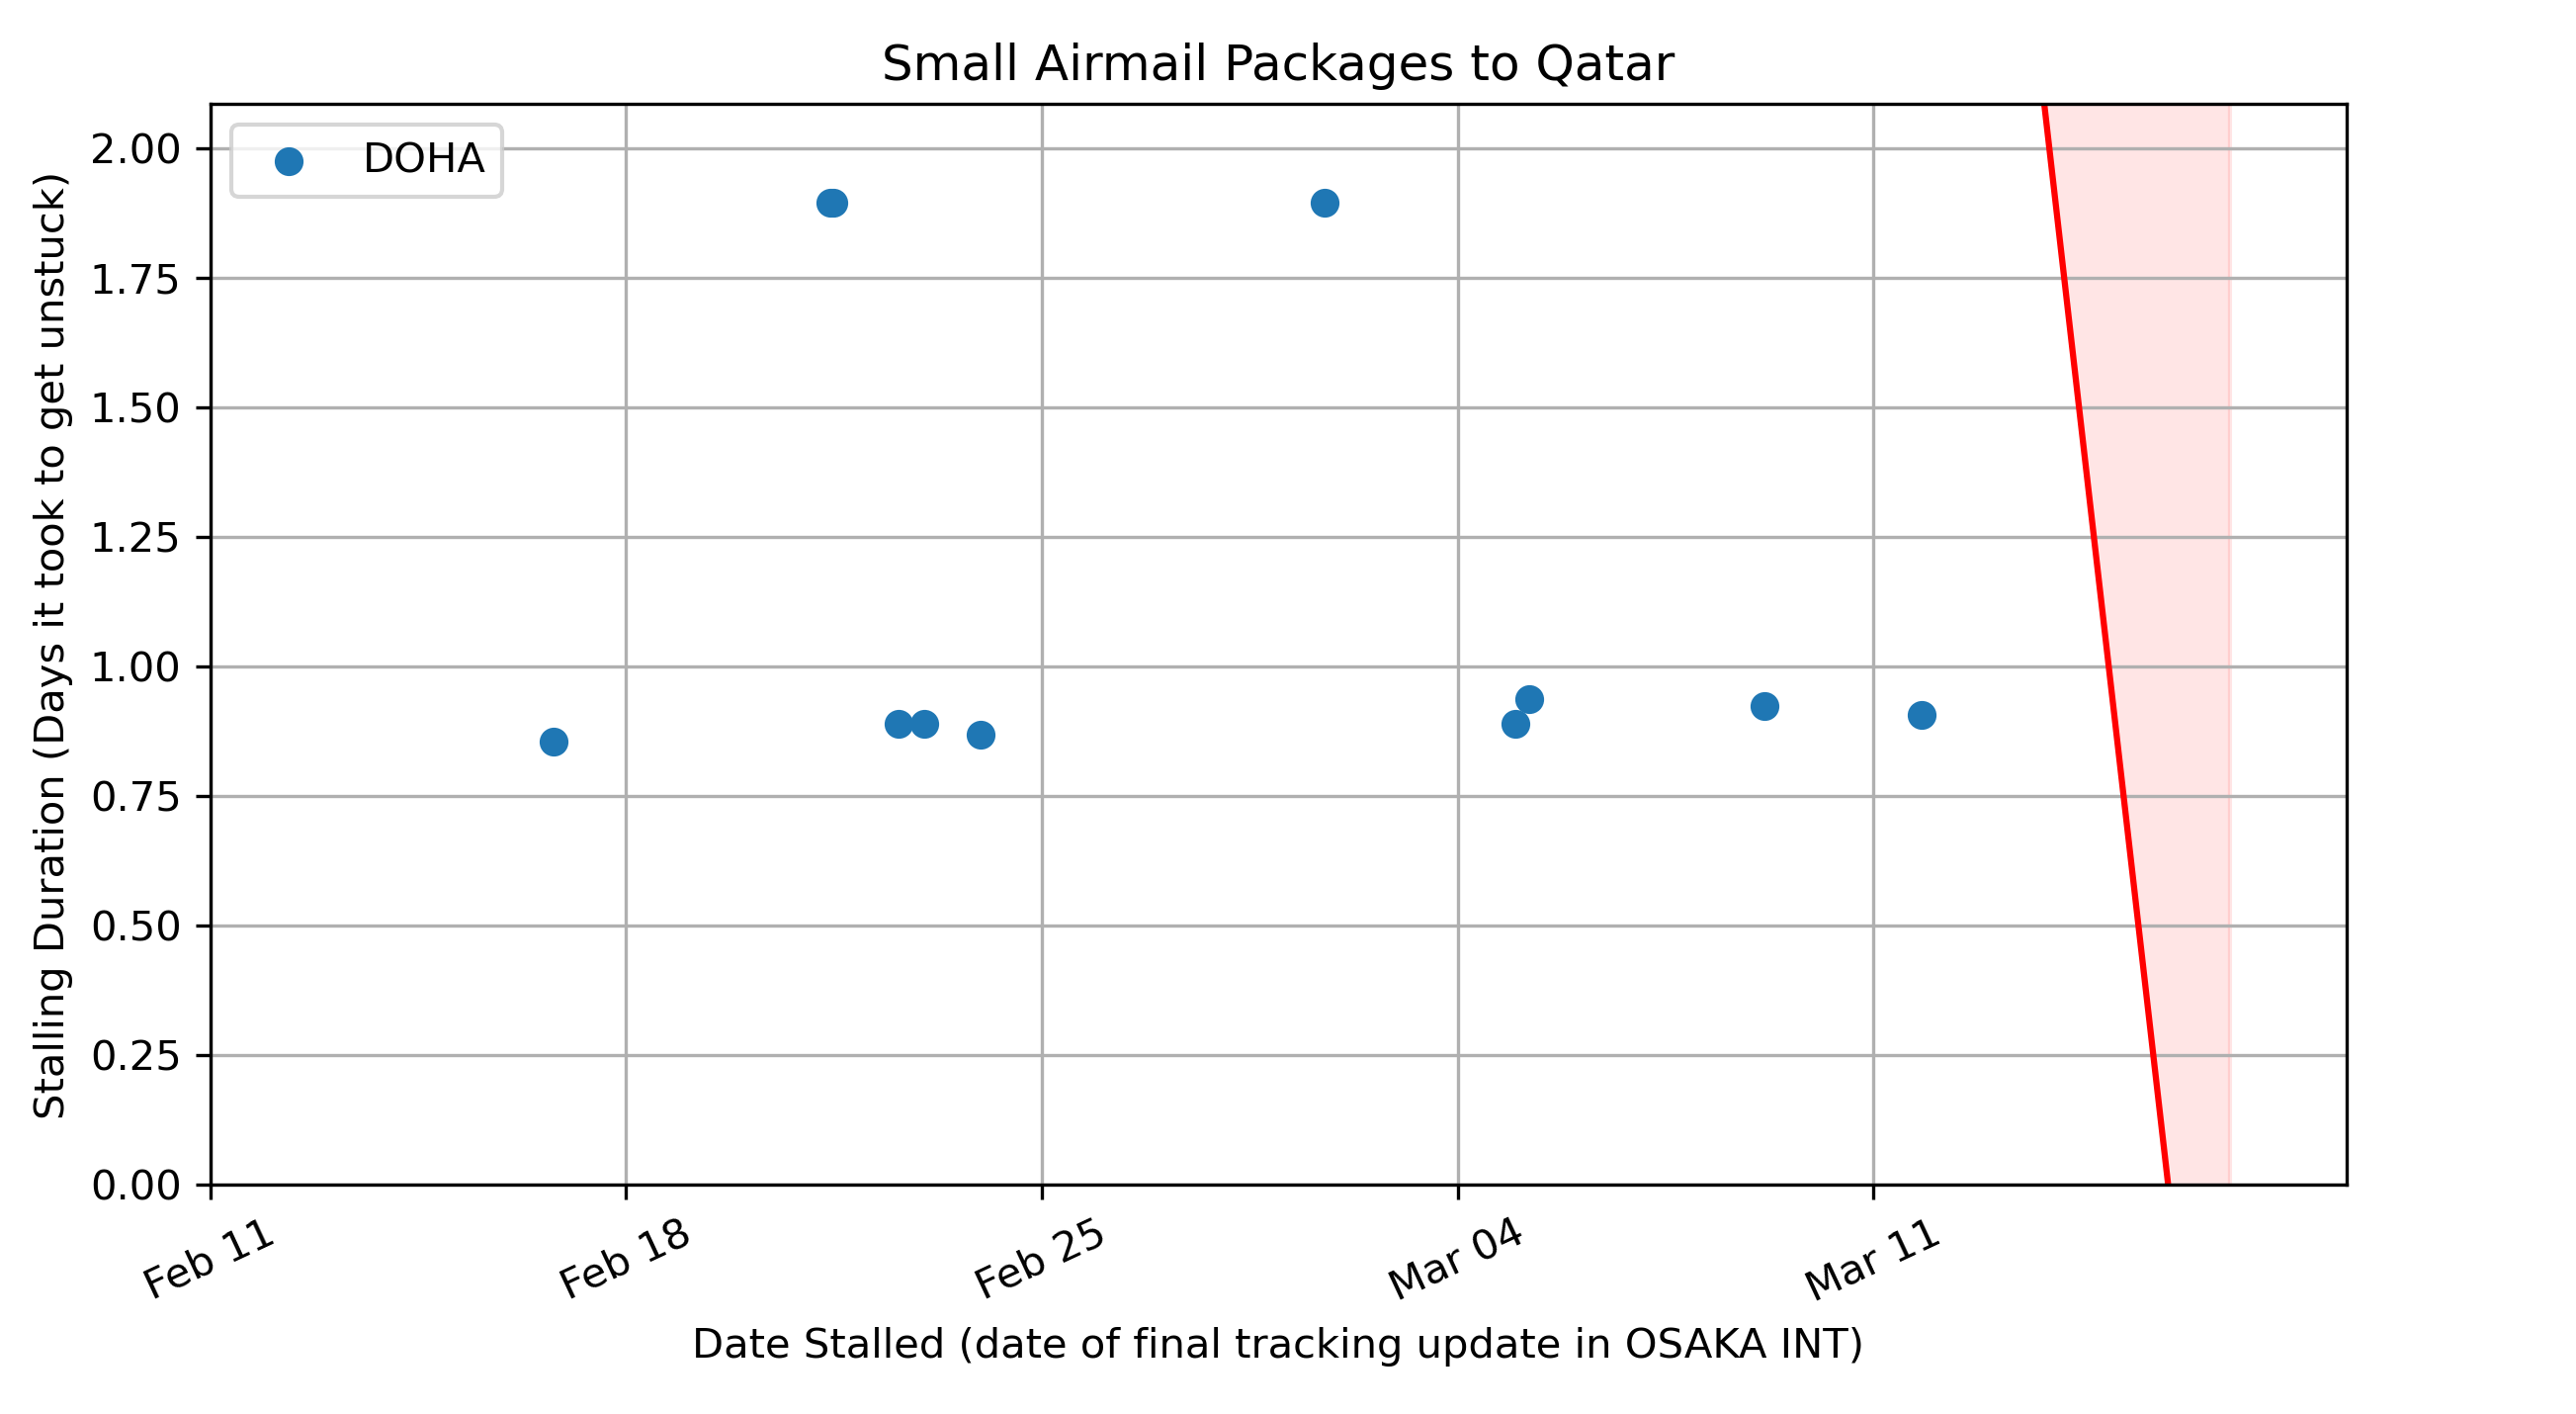 Small Airmail Packages to Qatar
DOHA
Stalling Duration (Days it took to get unstuck)
2.00
1.75
1.50
1.25
1.00
0.75
0.50
0.25
0.00
Feb 11
Feb 18
Feb 25
Mar 04
Mar 11
Date Stalled (date of final tracking update in OSAKA INT)